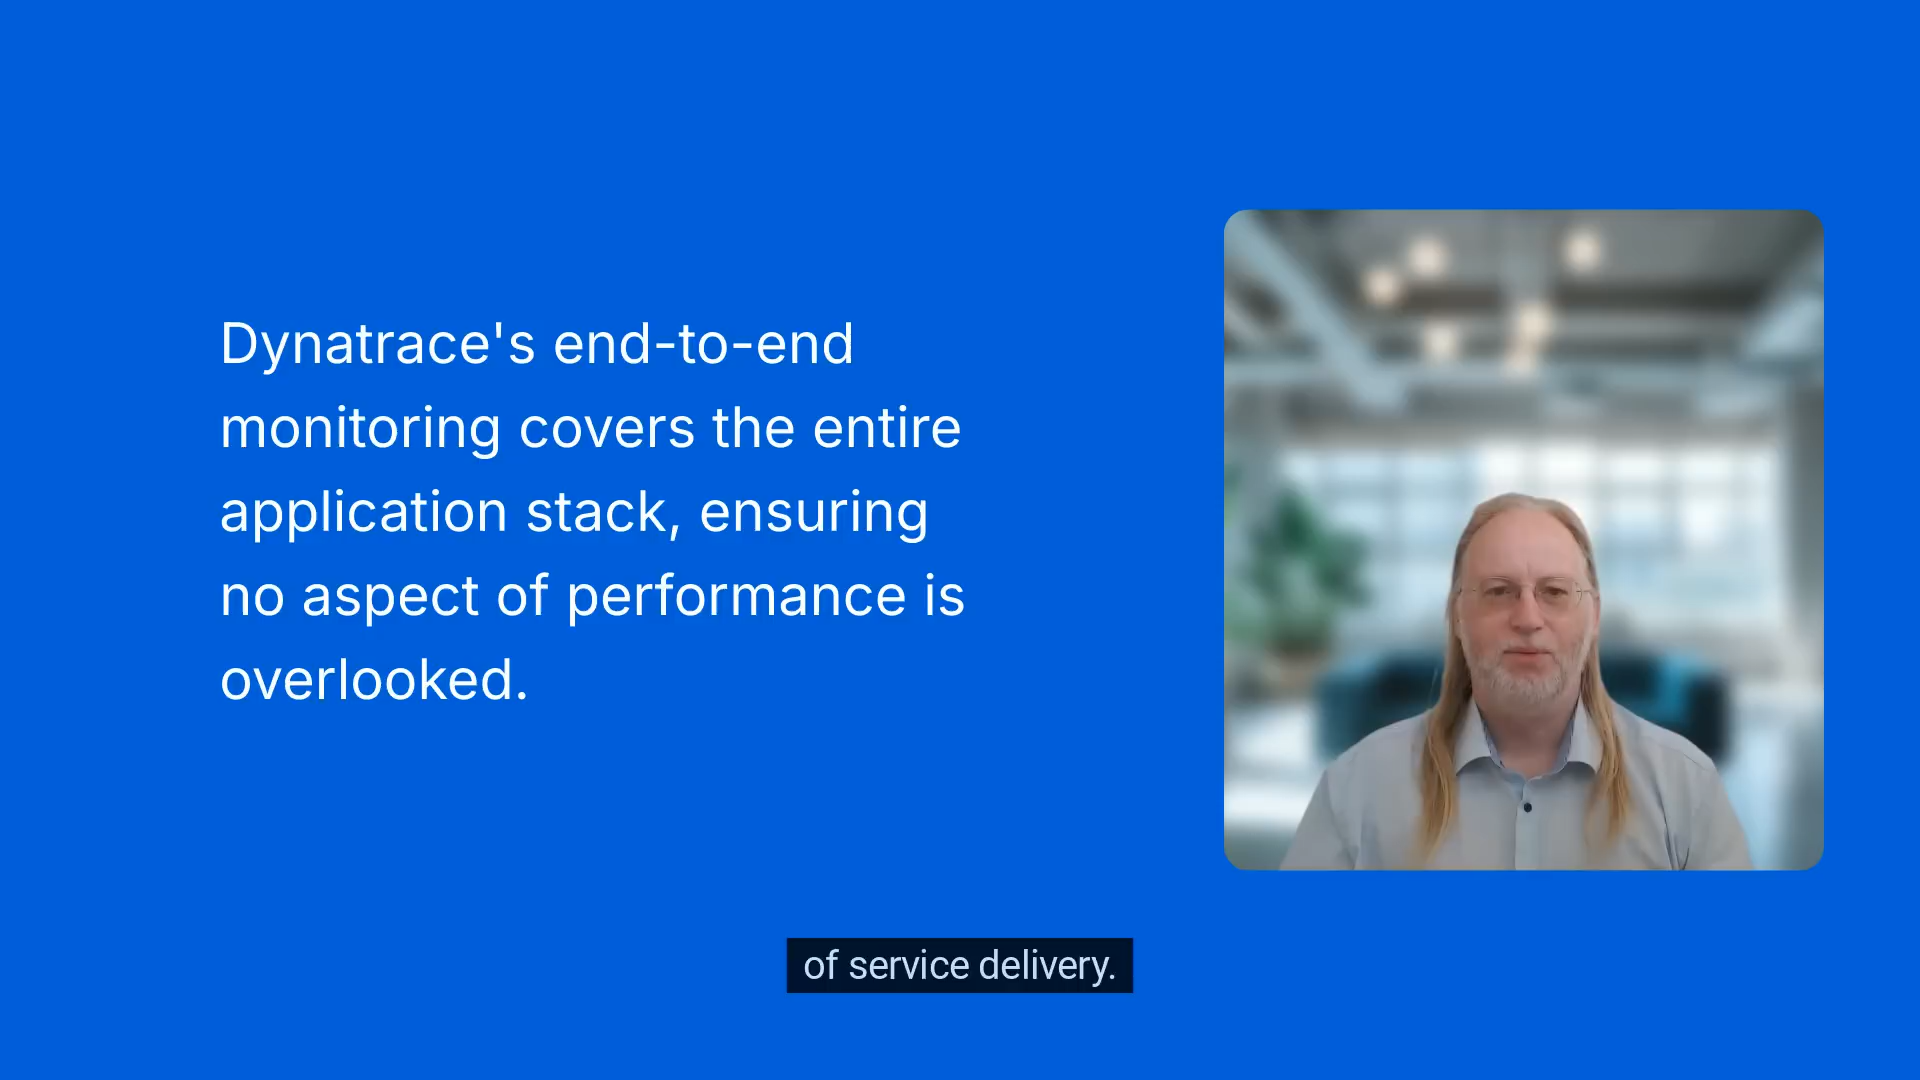 Dynatrace's end-to-end
monitoring covers the entire
application stack, ensuring
no aspect of performance is
overlooked.
of service delivery.